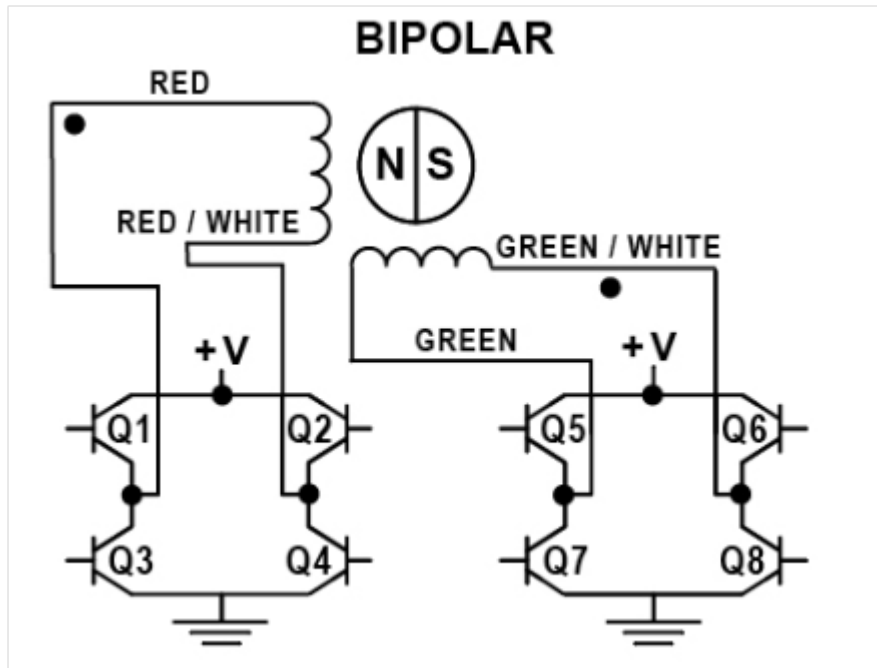 BIPOLAR
RED
N S
RED / WHITE
GREEN / WHITE
GREEN
+V
+V
Q1
Q2
Q5
Q6
Q3
Q4
Q7
Q8